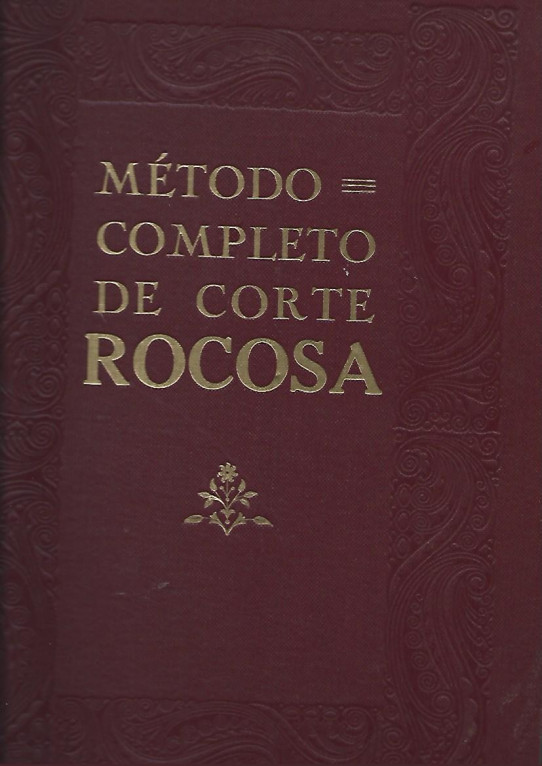 MÉTODO ≡
COMPLETO
DE CORTE
ROCOSA